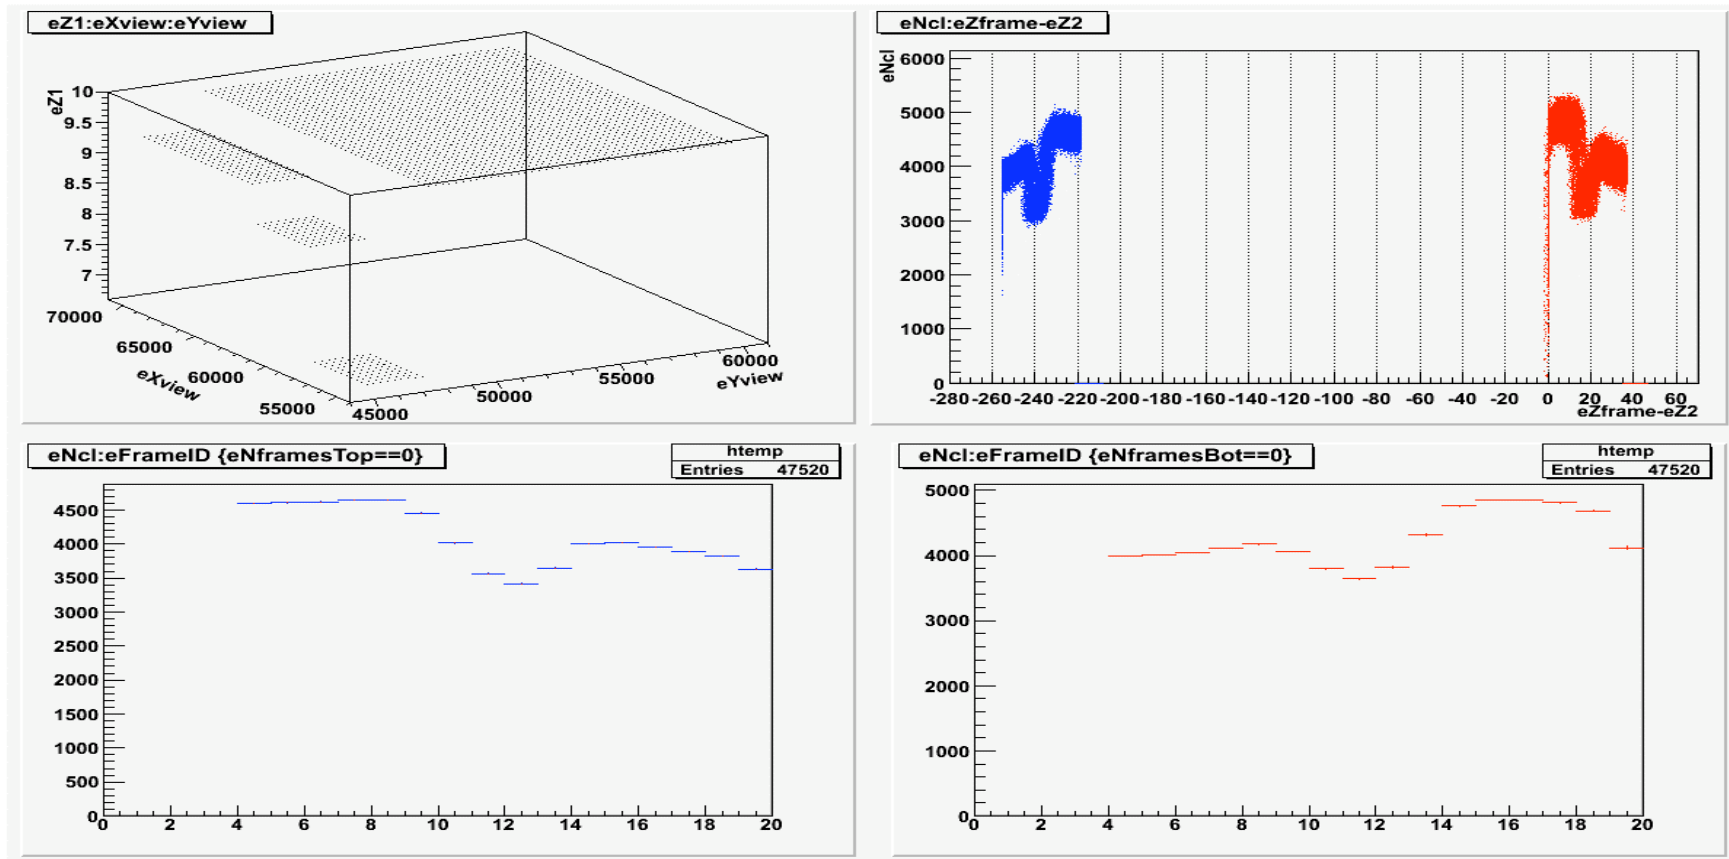 eZ1:eXview:eYview
eZ1
10
9.5
9
8.5
8
7.5
7
70000
65000
60000
55000
eXview
45000
50000
55000
60000
eYview
eNcl:eZframe-eZ2
eNcl
6000
5000
4000
3000
2000
1000
0
-280 -260 -240 -220 -200 -180 -160 -140 -120 -100 -80 -60 -40 -20 0 20 40 60
eZframe-eZ2
eNcl:eFrameID {eNframesTop==0}
htemp
Entries 47520
4500
4000
3500
3000
2500
2000
1500
1000
500
0
0 2 4 6 8 10 12 14 16 18 20
eNcl:eFrameID {eNframesBot==0}
htemp
Entries 47520
5000
4000
3000
2000
1000
0
0 2 4 6 8 10 12 14 16 18 20